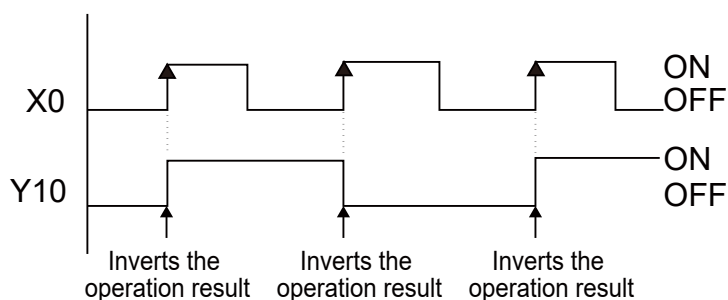 ON
X0
OFF
ON
Y10
OFF
Inverts the
operation result
Inverts the
operation result
Inverts the
operation result